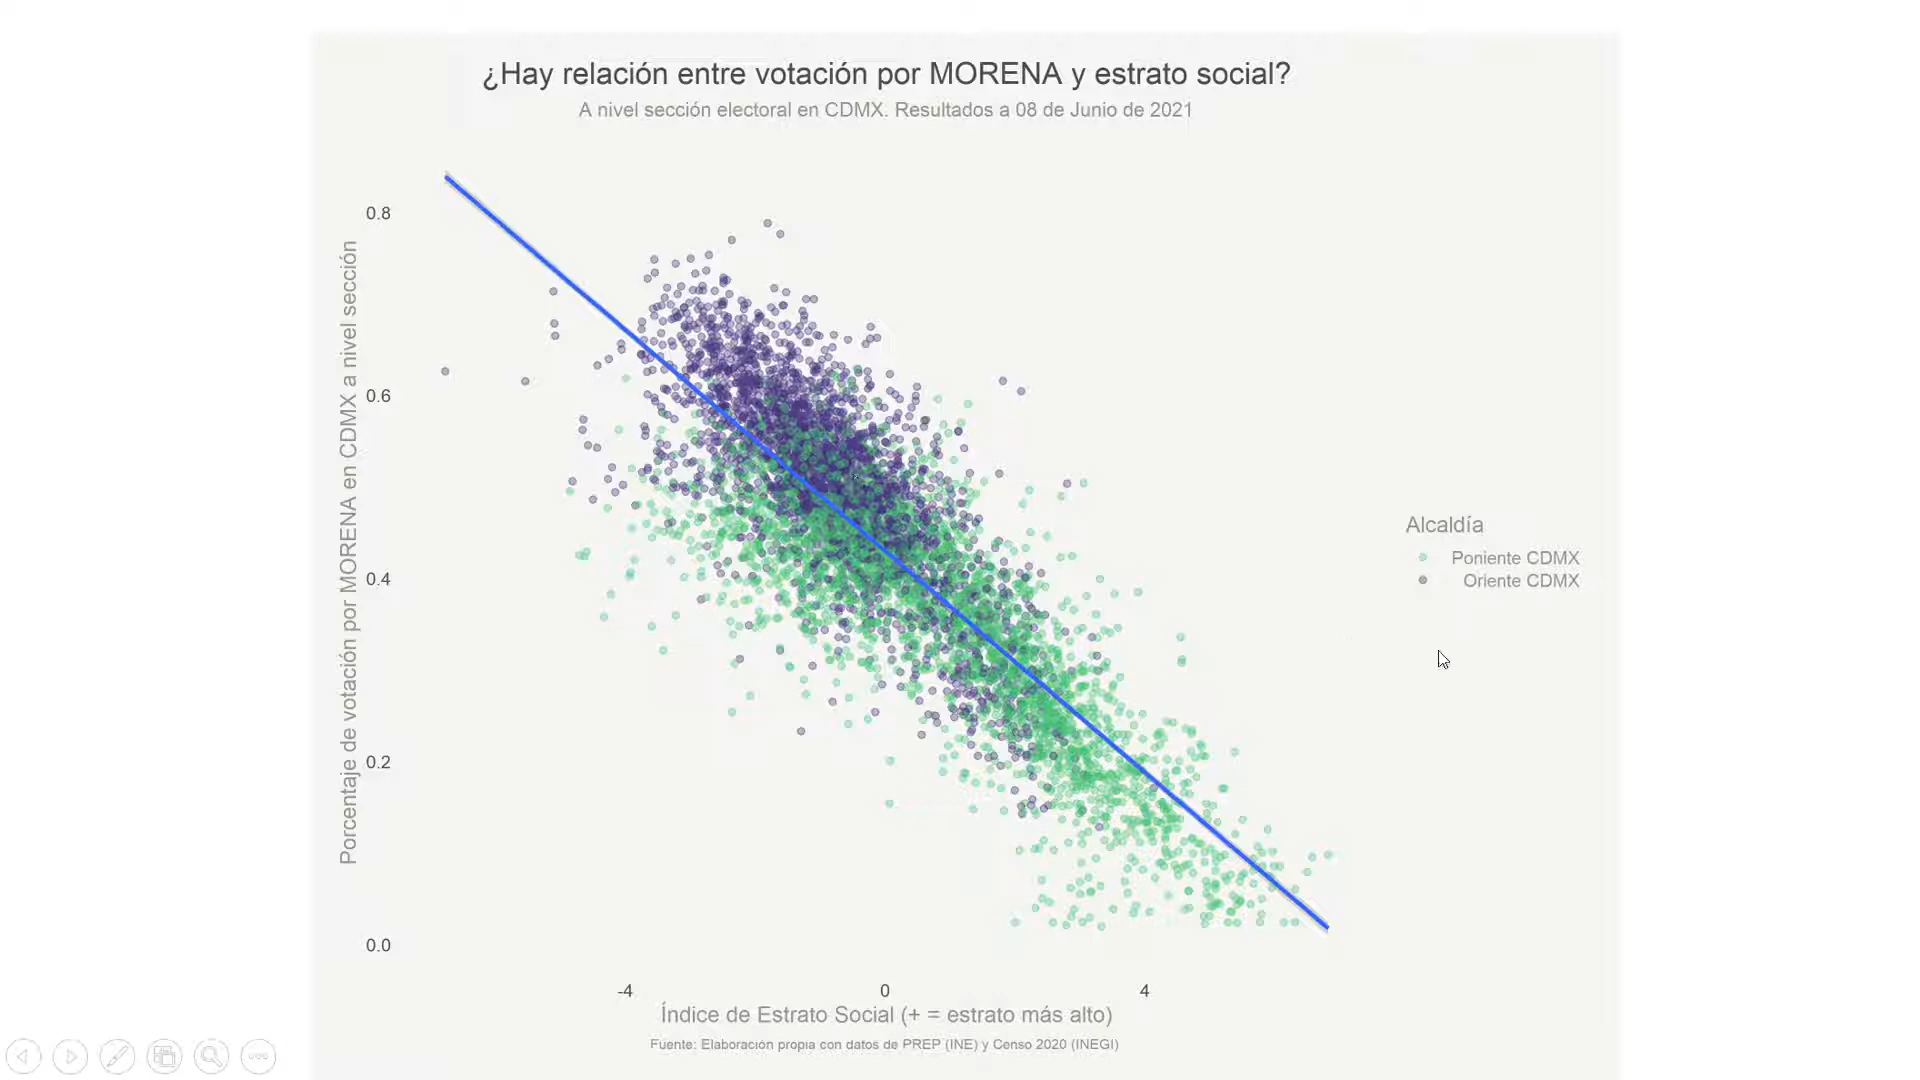 ¿Hay relación entre votación por MORENA y estrato social?
A nivel sección electoral en CDMX. Resultados a 08 de Junio de 2021
Porcentaje de votación por MORENA en CDMX a nivel sección
0.8
0.6
0.4
0.2
0.0
-4
0
4
Índice de Estrato Social (+ = estrato más alto)
Fuente: Elaboración propia con datos de PREP (INE) y Censo 2020 (INEGI)
Alcaldía
Poniente CDMX
Oriente CDMX